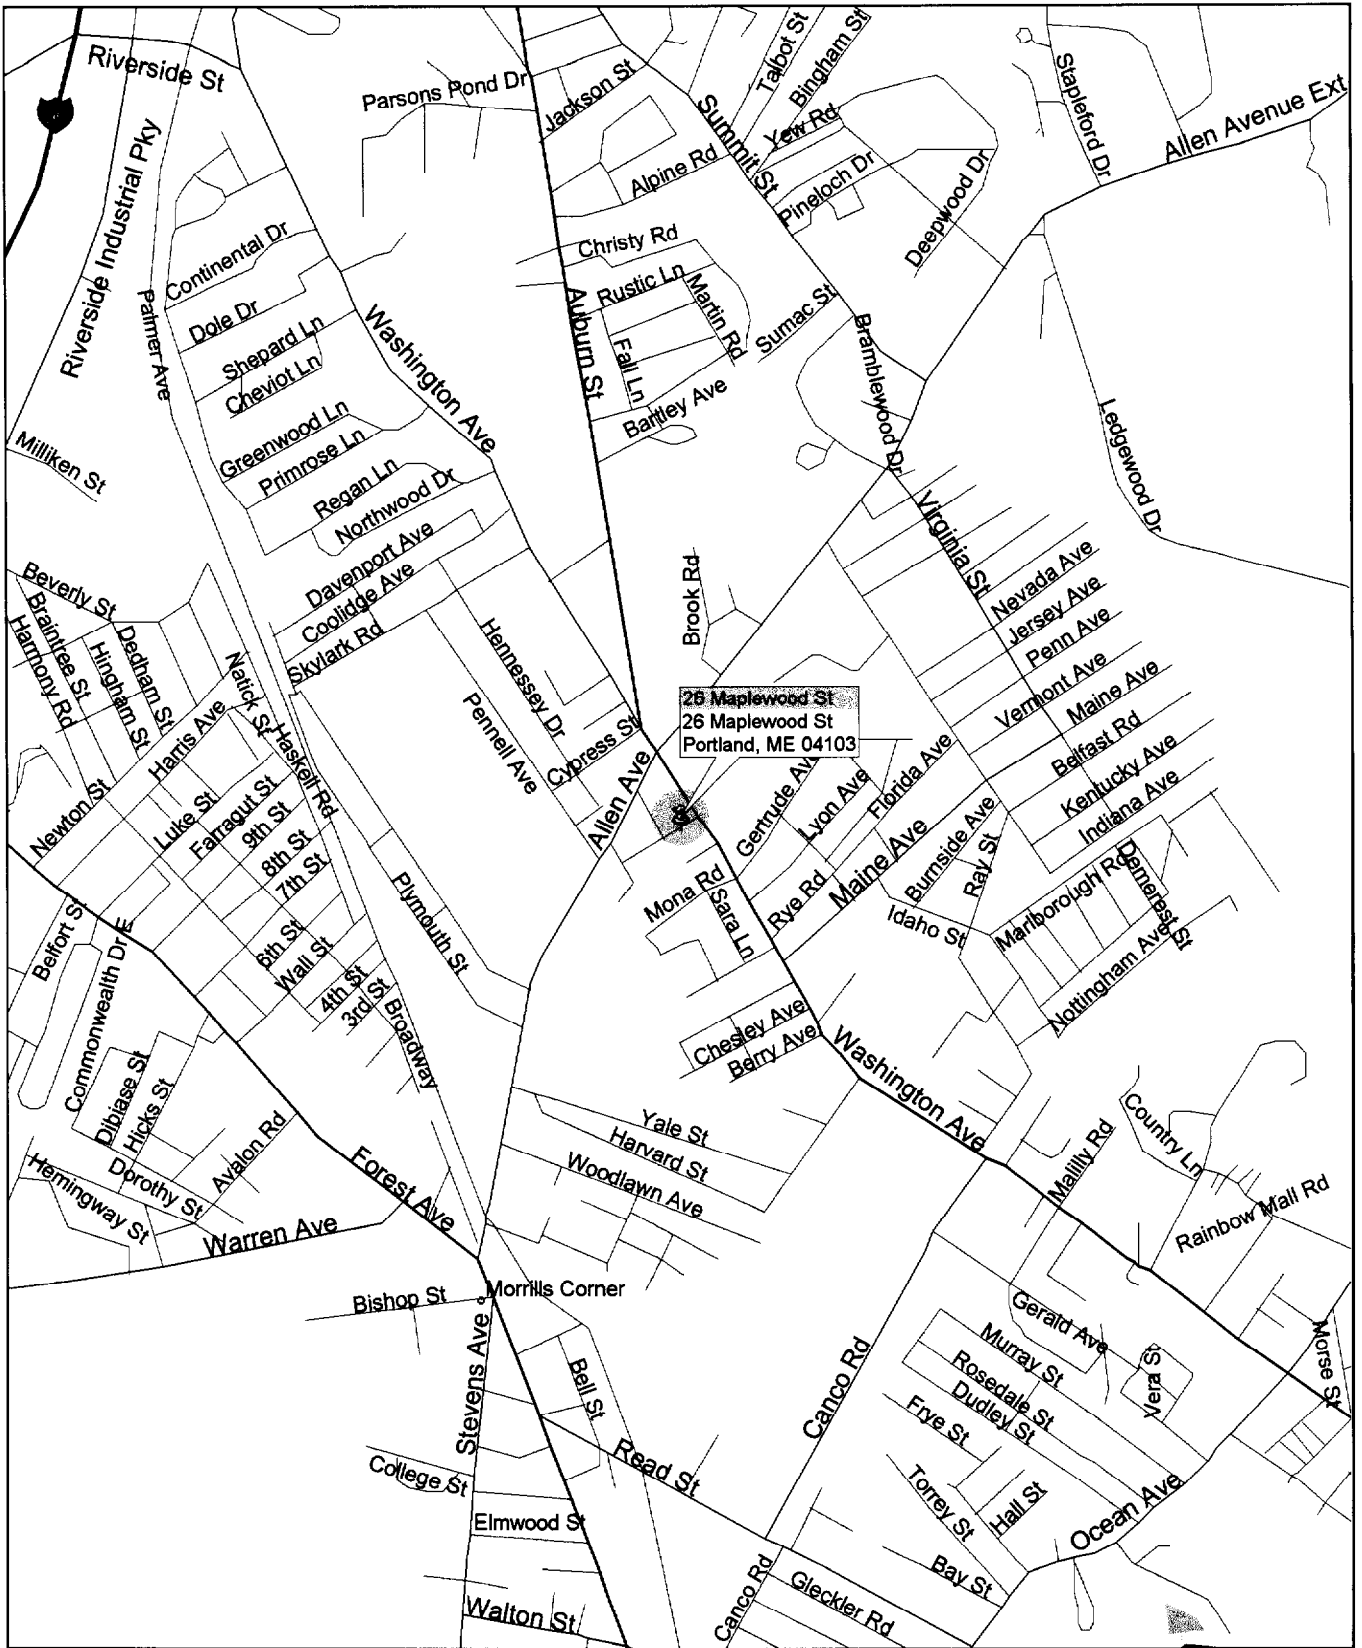 Riverside St
Parsons Pond Dr
Jackson St
Talbot St
Bingham St
Stapleford Dr
Allen Avenue Ext
Summit St
Yew Rd
Riverside Industrial Pky
Alpine Rd
Pineloch Dr
Deepwood Dr
Continental Dr
Christy Rd
Palmer Ave
Dole Dr
Rustic Ln
Martin Rd
Sumac St
Auburn St
Washington Ave
Shepard Ln
Cheviot Ln
Fall Ln
Bramblewood Dr
Bartley Ave
Greenwood Ln
Primrose Ln
Ledgewood Dr
Milliken St
Regan Ln
Northwood Dr
Virginia St
Davenport Ave
Coolidge Ave
Skylark Rd
Brook Rd
Nevada Ave
Jersey Ave
Penn Ave
Vermont Ave
Maine Ave
Belfast Rd
Kentucky Ave
Indiana Ave
Beverly St
Braintree St
Harmony Rd
Dedham St
Hingham St
Natick St
Hennessey Dr
Pennell Ave
Cypress St
26 Maplewood St
26 Maplewood St
Portland, ME 04103
Harris Ave
Haskell Rd
Newton St
Luke St
Farragut St
9th St
8th St
7th St
Allen Ave
Gertrude Ave
Lyon Ave
Florida Ave
Maine Ave
Burnside Ave
Ray St
Mona Rd
Sara Ln
Rye Rd
Idaho St
Marlborough Rd
Demerest St
Nottingham Ave
Plymouth St
Belfort St
Commonwealth Dr E
6th St
Wall St
4th St
3rd St
Broadway
Chesley Ave
Berry Ave
Washington Ave
Dibiase St
Hicks St
Avalon Rd
Yale St
Harvard St
Woodlawn Ave
Mallily Rd
Country Ln
Hemingway St
Dorothy St
Forest Ave
Warren Ave
Rainbow Mall Rd
Bishop St
Morrills Corner
Stevens Ave
Bell St
Canco Rd
Gerald Ave
Murray St
Rosedale St
Dudley St
Vera St
Morse St
Frye St
Read St
College St
Torrey St
Hall St
Ocean Ave
Elmwood St
Bay St
Canco Rd
Gleckler Rd
Walton St